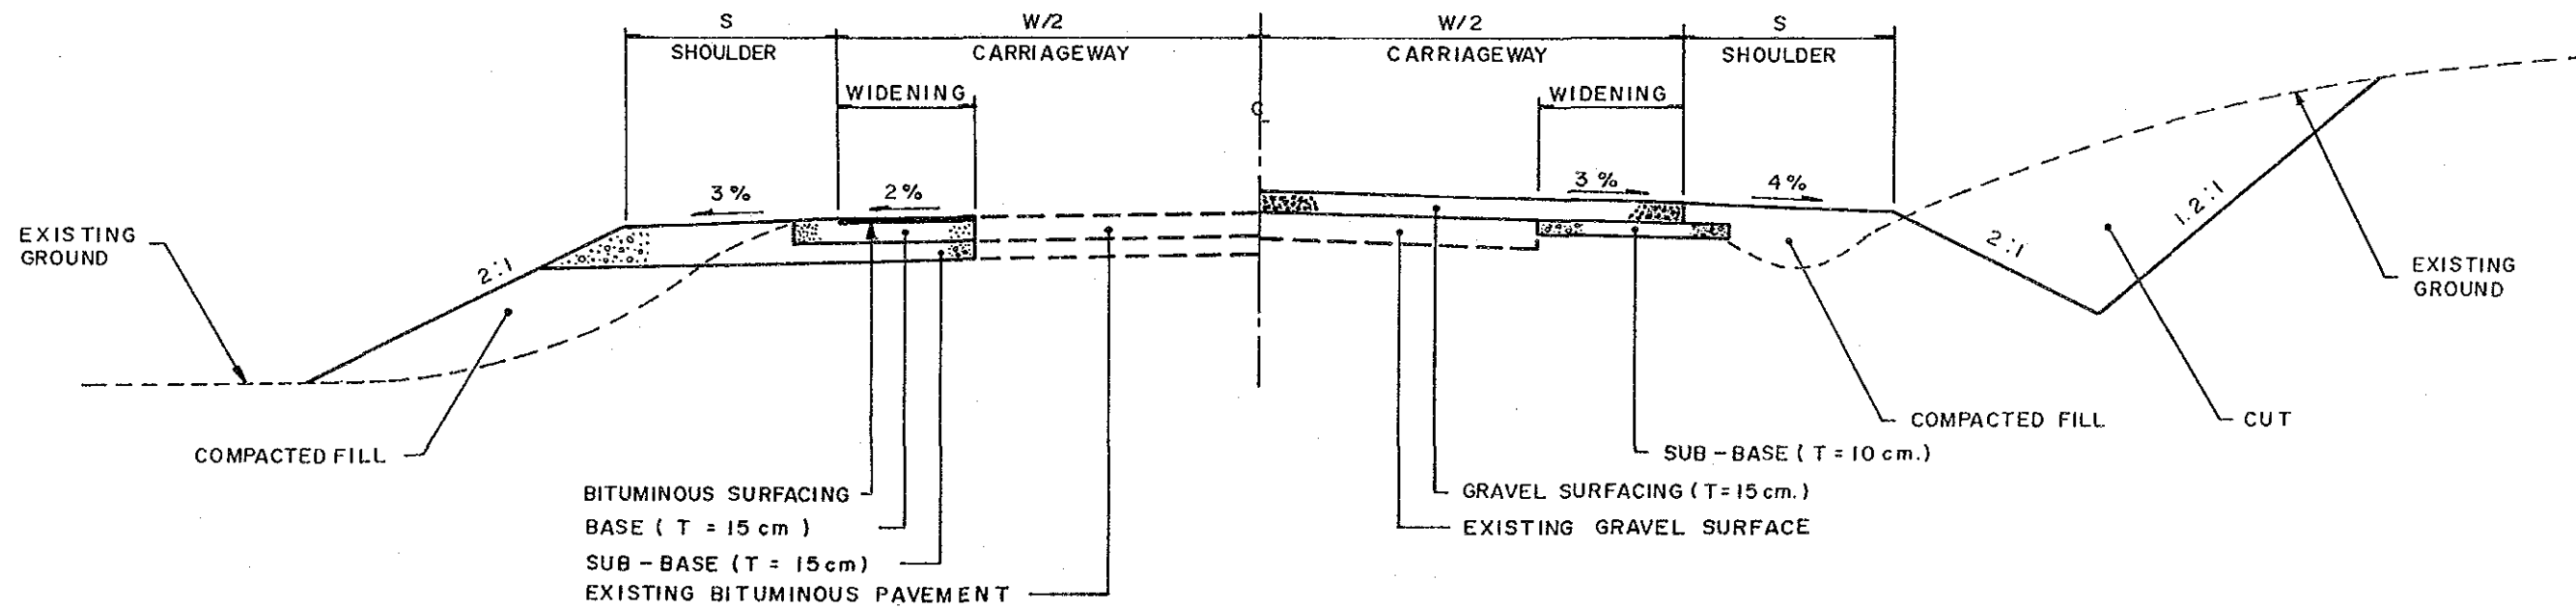 S W/2 W/2 S
SHOULDER CARRIAGEWAY CARRIAGEWAY SHOULDER
WIDENING WIDENING
C
L
3% 2% 3% 4%
EXISTING
GROUND
2:1
2:1
1.2:1
EXISTING
GROUND
COMPACTED FILL
COMPACTED FILL
CUT
SUB-BASE (T = 10 cm.)
BITUMINOUS SURFACING
GRAVEL SURFACING (T=15 cm.)
BASE ( T = 15 cm )
EXISTING GRAVEL SURFACE
SUB-BASE (T = 15cm)
EXISTING BITUMINOUS PAVEMENT